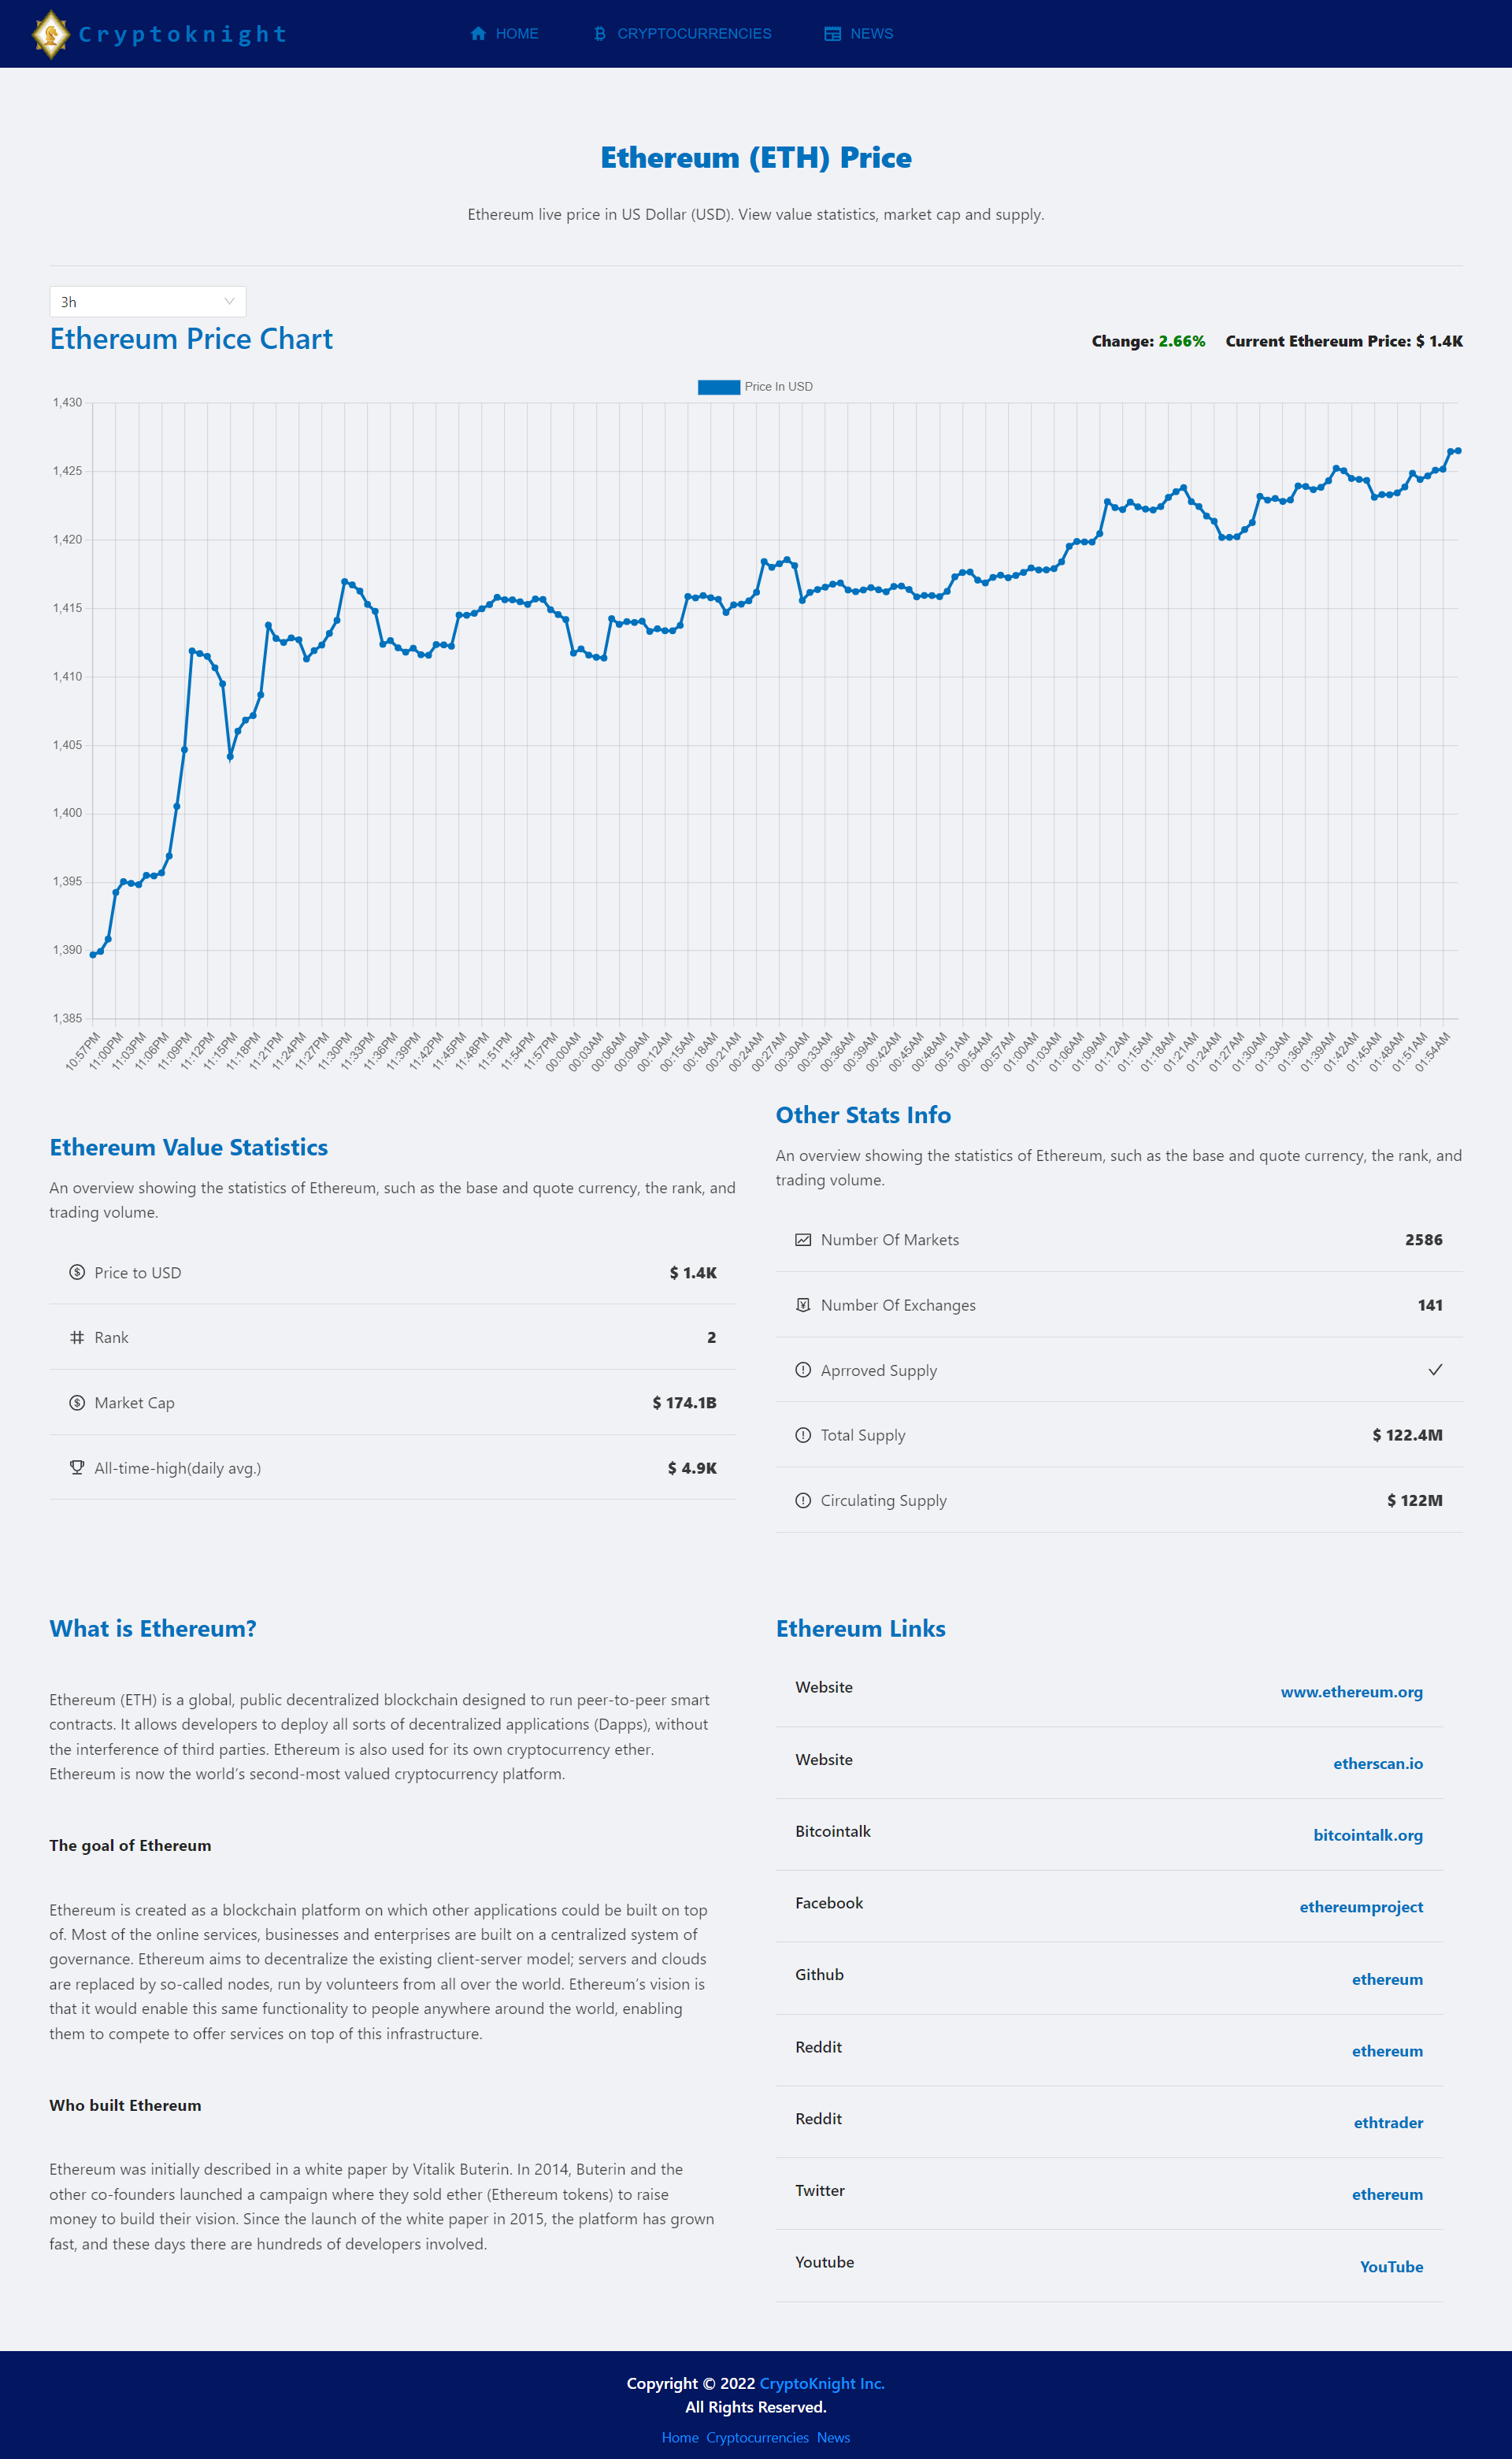 Cryptoknight
HOME
CRYPTOCURRENCIES
NEWS
Ethereum (ETH) Price
Ethereum live price in US Dollar (USD). View value statistics, market cap and supply.
3h
Ethereum Price Chart
Change: 2.66%
Current Ethereum Price: $ 1.4K
Price In USD
1,430
1,425
1,420
1,415
1,410
1,405
1,400
1,395
1,390
1,385
10:57PM
11:00PM
11:03PM
11:06PM
11:09PM
11:12PM
11:15PM
11:18PM
11:21PM
11:24PM
11:27PM
11:30PM
11:33PM
11:36PM
11:39PM
11:42PM
11:45PM
11:48PM
11:51PM
11:54PM
11:57PM
00:00AM
00:03AM
00:06AM
00:09AM
00:12AM
00:15AM
00:18AM
00:21AM
00:24AM
00:27AM
00:30AM
00:33AM
00:36AM
00:39AM
00:42AM
00:45AM
00:48AM
00:51AM
00:54AM
00:57AM
01:00AM
01:03AM
01:06AM
01:09AM
01:12AM
01:15AM
01:18AM
01:21AM
01:24AM
01:27AM
01:30AM
01:33AM
01:36AM
01:39AM
01:42AM
01:45AM
01:48AM
01:51AM
01:54AM
Ethereum Value Statistics
An overview showing the statistics of Ethereum, such as the base and quote currency, the rank, and
trading volume.
Price to USD
$ 1.4K
Rank
2
Market Cap
$ 174.1B
All-time-high(daily avg.)
$ 4.9K
Other Stats Info
An overview showing the statistics of Ethereum, such as the base and quote currency, the rank, and
trading volume.
Number Of Markets
2586
Number Of Exchanges
141
Aprroved Supply
Total Supply
$ 122.4M
Circulating Supply
$ 122M
What is Ethereum?
Ethereum (ETH) is a global, public decentralized blockchain designed to run peer-to-peer smart
contracts. It allows developers to deploy all sorts of decentralized applications (Dapps), without
the interference of third parties. Ethereum is also used for its own cryptocurrency ether.
Ethereum is now the world’s second-most valued cryptocurrency platform.
The goal of Ethereum
Ethereum is created as a blockchain platform on which other applications could be built on top
of. Most of the online services, businesses and enterprises are built on a centralized system of
governance. Ethereum aims to decentralize the existing client-server model; servers and clouds
are replaced by so-called nodes, run by volunteers from all over the world. Ethereum’s vision is
that it would enable this same functionality to people anywhere around the world, enabling
them to compete to offer services on top of this infrastructure.
Who built Ethereum
Ethereum was initially described in a white paper by Vitalik Buterin. In 2014, Buterin and the
other co-founders launched a campaign where they sold ether (Ethereum tokens) to raise
money to build their vision. Since the launch of the white paper in 2015, the platform has grown
fast, and these days there are hundreds of developers involved.
Ethereum Links
Website
www.ethereum.org
Website
etherscan.io
Bitcointalk
bitcointalk.org
Facebook
ethereumproject
Github
ethereum
Reddit
ethereum
Reddit
ethtrader
Twitter
ethereum
Youtube
YouTube
Copyright © 2022 CryptoKnight Inc.
All Rights Reserved.
Home Cryptocurrencies News